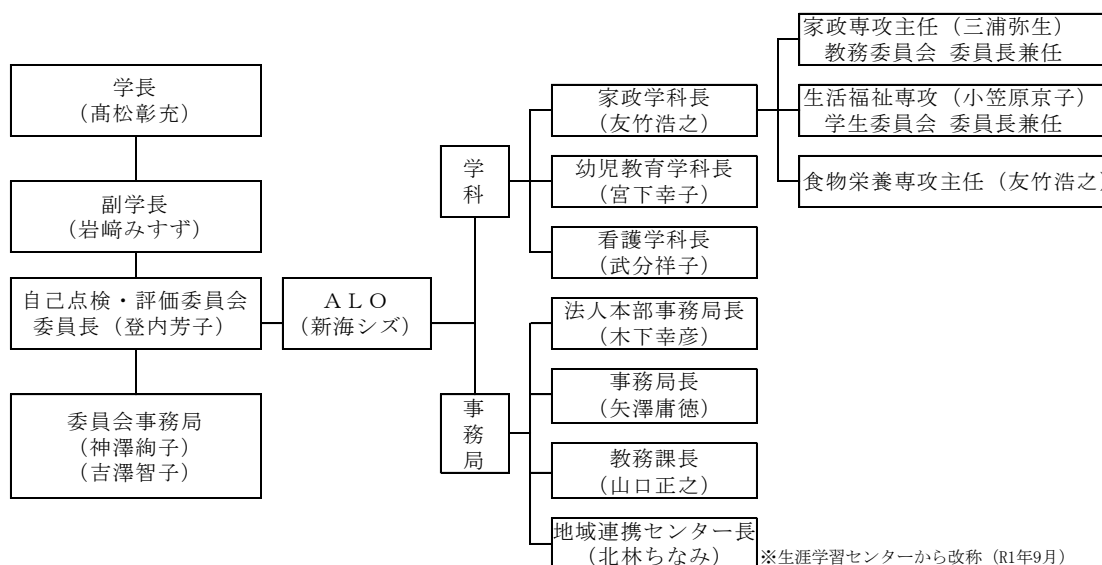 学長
(髙松彰充)
副学長
(岩﨑みすず)
自己点検・評価委員会
委員長(登内芳子)
委員会事務局
(神澤絢子)
(吉澤智子)
ALO
(新海シズ)
学
科
事
務
局
家政学科長
(友竹浩之)
幼児教育学科長
(宮下幸子)
看護学科長
(武分祥子)
法人本部事務局長
(木下幸彦)
事務局長
(矢澤庸徳)
教務課長
(山口正之)
地域連携センター長
(北林ちなみ)
※生涯学習センターから改称(R1年9月)
家政専攻主任(三浦弥生)
教務委員会 委員長兼任
生活福祉専攻(小笠原京子)
学生委員会 委員長兼任
食物栄養専攻主任(友竹浩之)